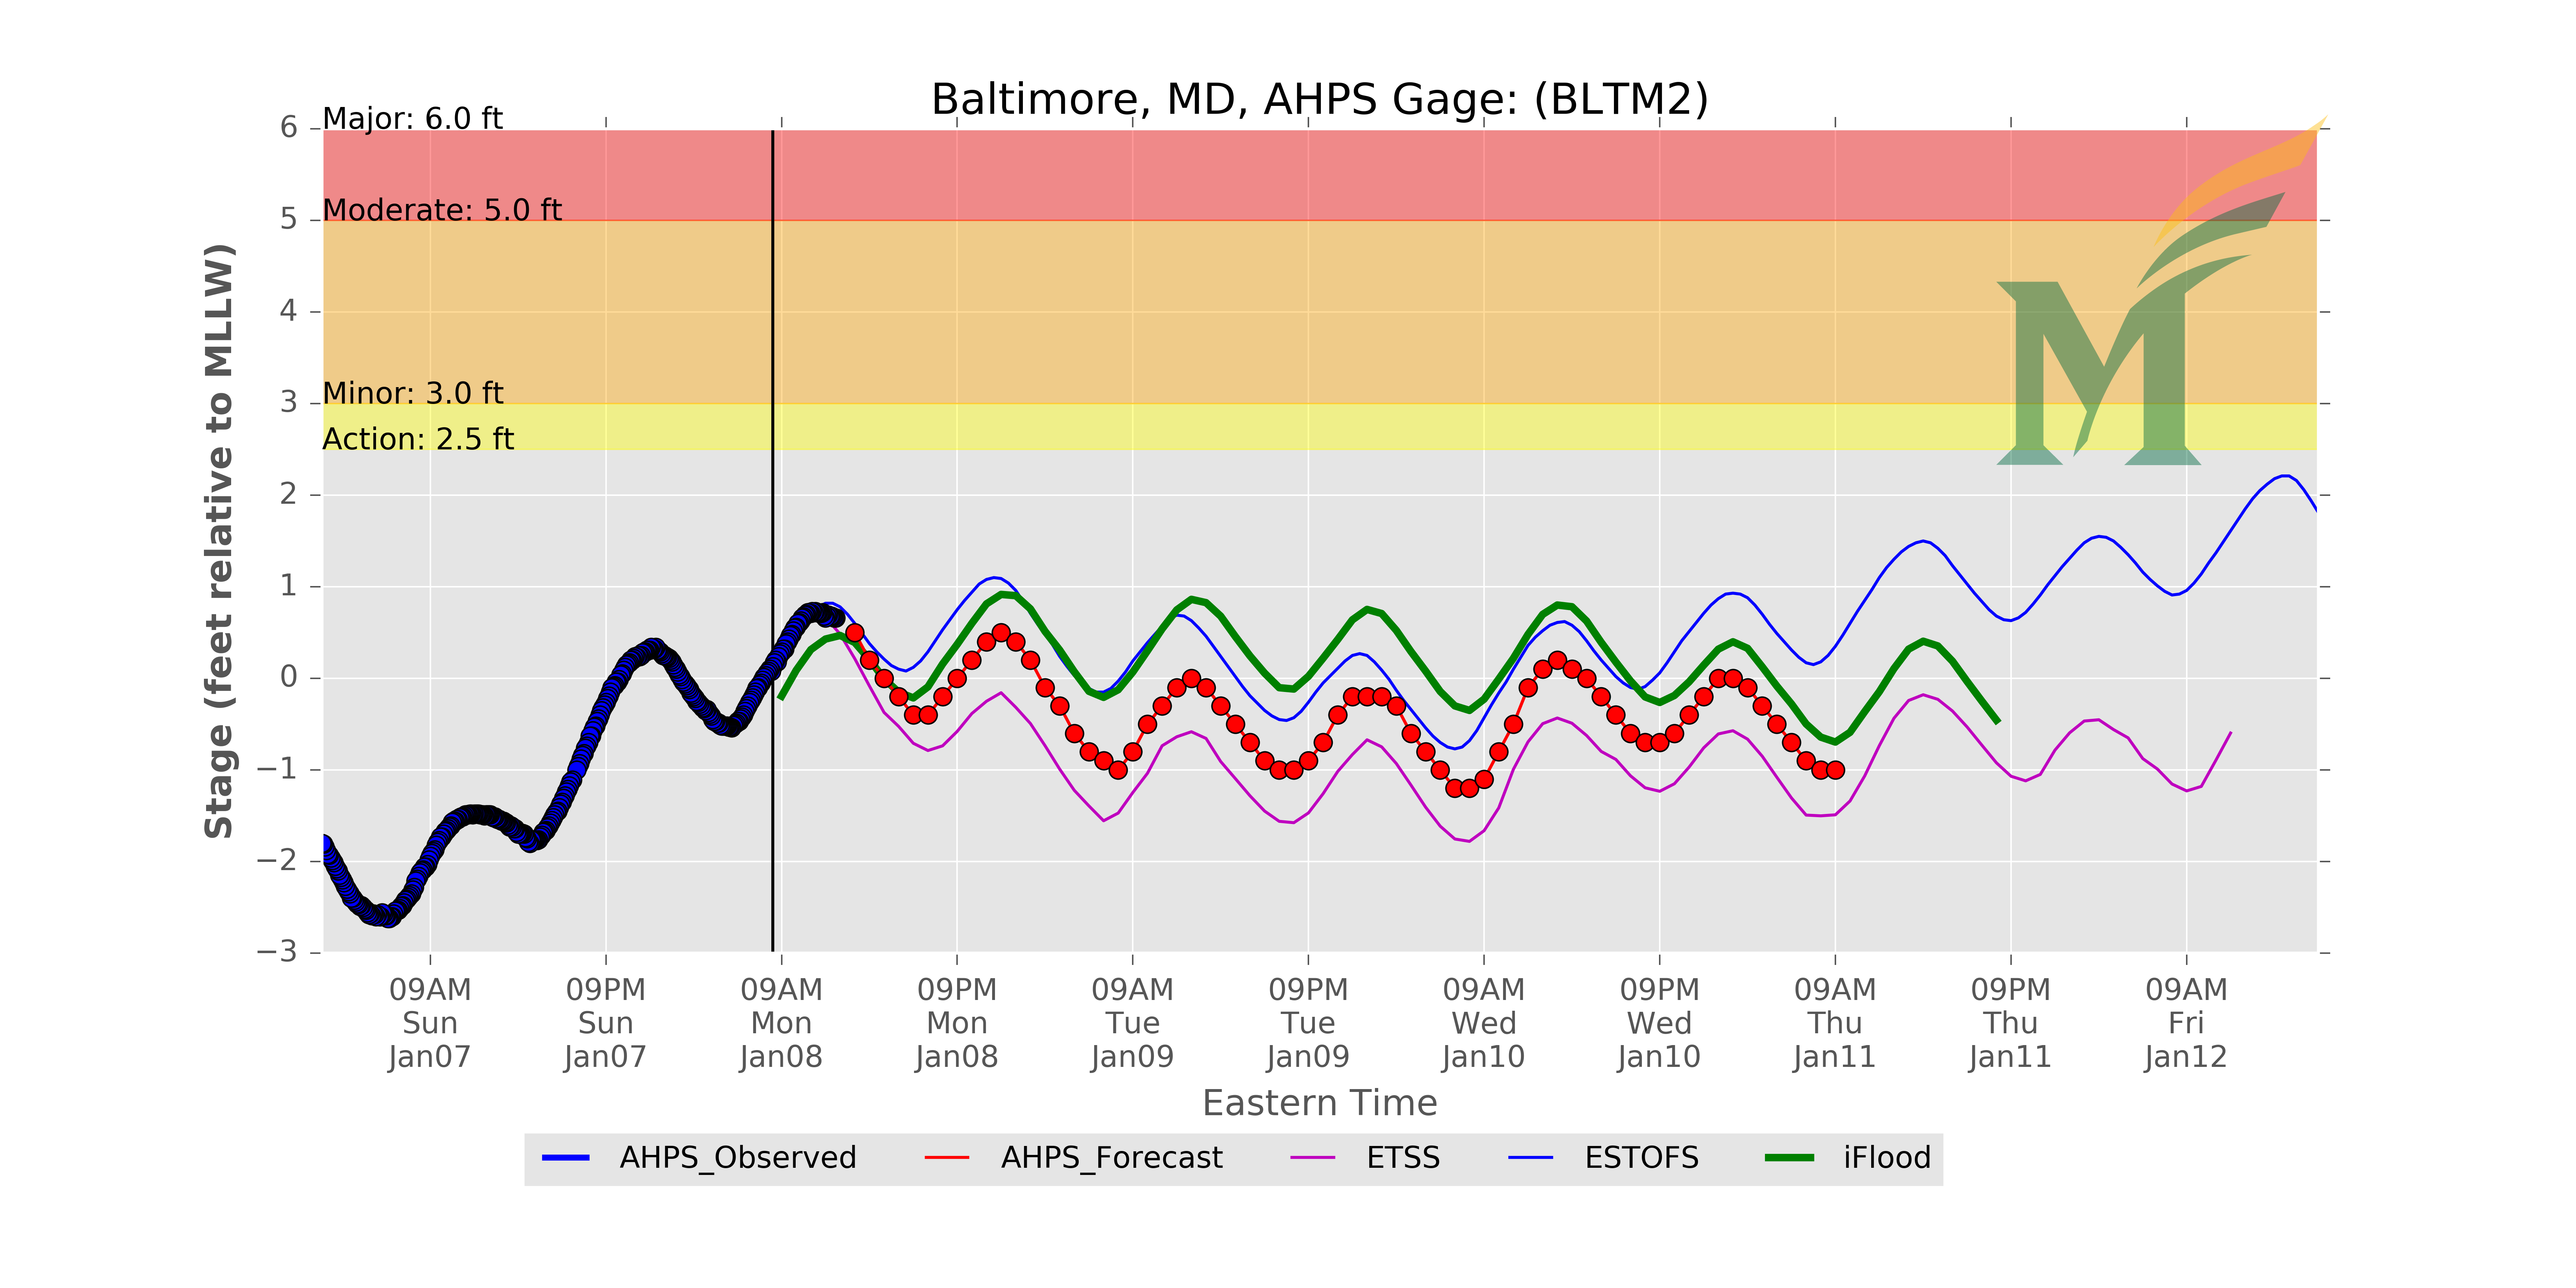 Baltimore, MD, AHPS Gage: (BLTM2)
Major: 6.0 ft
Moderate: 5.0 ft
Minor: 3.0 ft
Action: 2.5 ft
6
5
4
3
2
1
0
−1
−2
−3
Stage (feet relative to MLLW)
09AM
Sun
Jan07
09PM
Sun
Jan07
09AM
Mon
Jan08
09PM
Mon
Jan08
09AM
Tue
Jan09
09PM
Tue
Jan09
09AM
Wed
Jan10
09PM
Wed
Jan10
09AM
Thu
Jan11
09PM
Thu
Jan11
09AM
Fri
Jan12
Eastern Time
AHPS_Observed
AHPS_Forecast
ETSS
ESTOFS
iFlood
M